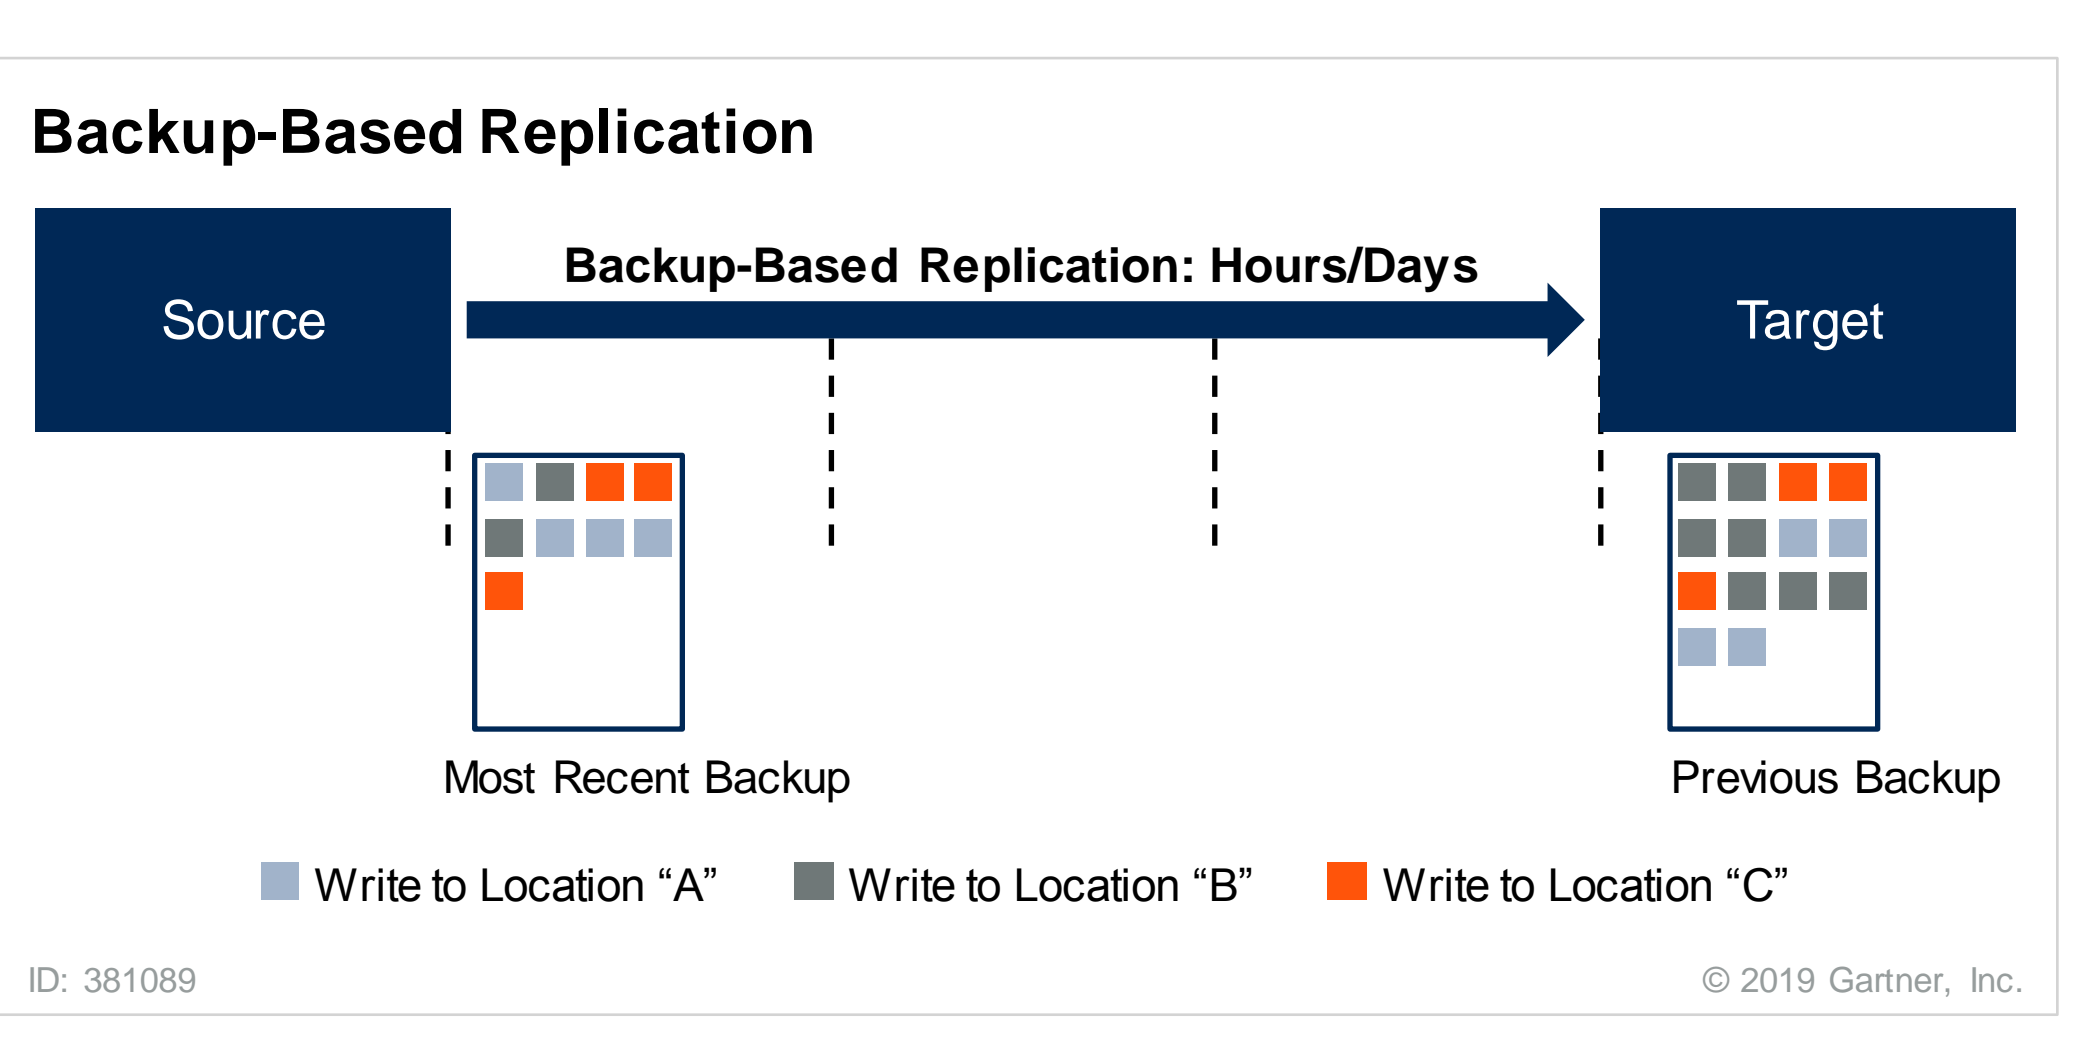 Backup-Based Replication
Backup-Based Replication: Hours/Days
Source
Target
Most Recent Backup
Previous Backup
Write to Location “A”
Write to Location “B”
Write to Location “C”
ID: 381089
© 2019 Gartner, Inc.